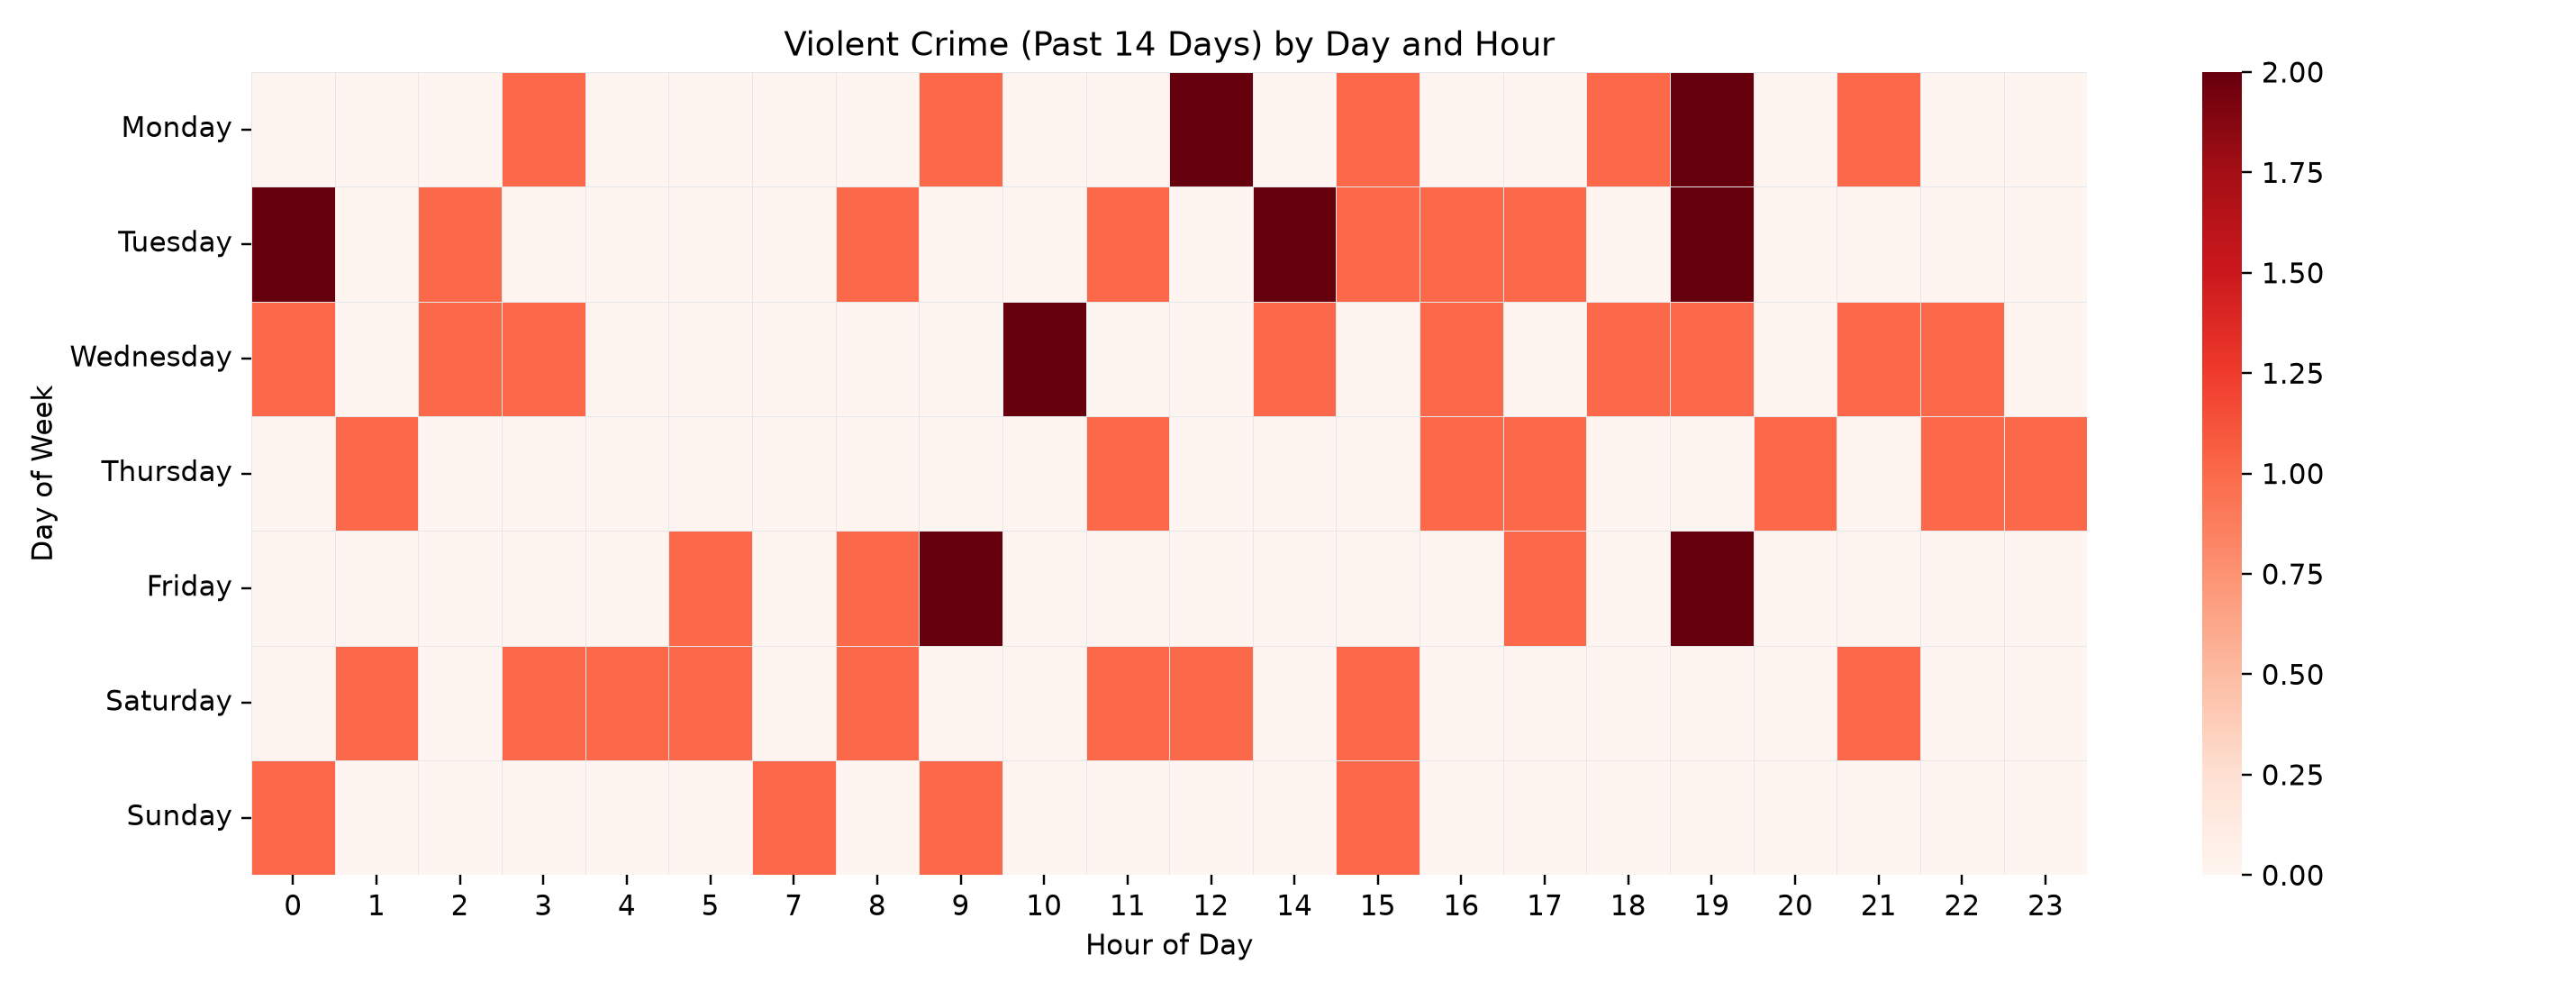 Violent Crime (Past 14 Days) by Day and Hour
Day of Week
Monday
Tuesday
Wednesday
Thursday
Friday
Saturday
Sunday
0 1 2 3 4 5 7 8 9 10 11 12 14 15 16 17 18 19 20 21 22 23
Hour of Day
2.00
1.75
1.50
1.25
1.00
0.75
0.50
0.25
0.00